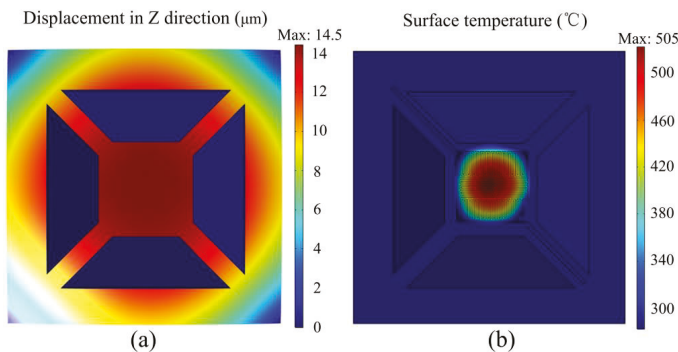 Displacement in Z direction (μm)
Max: 14.5
14
12
10
8
6
4
2
0
(a)
Surface temperature (℃)
Max: 505
500
460
420
380
340
300
(b)